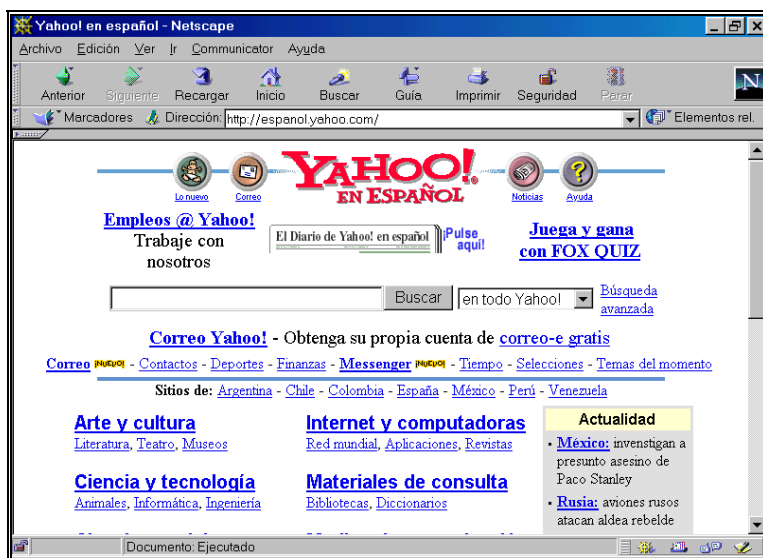 Yahoo! en español - Netscape
Archivo Edición Ver Ir Communicator Ayuda
Anterior Siguiente Recargar Inicio Buscar Guía Imprimir Seguridad Parar
N
Marcadores Dirección: http://espanol.yahoo.com/ Elementos rel.
YAHOO!
EN ESPAÑOL
Lo nuevo Correo Noticias Ayuda
Empleos @ Yahoo!
Trabaje con
nosotros
El Diario de Yahoo! en español ¡Pulse
aquí!
Juega y gana
con FOX QUIZ
Buscar en todo Yahoo! Búsqueda
avanzada
Correo Yahoo! - Obtenga su propia cuenta de correo-e gratis
Correo ¡NUEVO! - Contactos - Deportes - Finanzas - Messenger ¡NUEVO! - Tiempo - Selecciones - Temas del momento
Sitios de: Argentina - Chile - Colombia - España - México - Perú - Venezuela
Arte y cultura
Literatura, Teatro, Museos
Ciencia y tecnología
Animales, Informática, Ingeniería
Internet y computadoras
Red mundial, Aplicaciones, Revistas
Materiales de consulta
Bibliotecas, Diccionarios
Actualidad
· México: invenstigan a
presunto asesino de
Paco Stanley
· Rusia: aviones rusos
atacan aldea rebelde
Documento: Ejecutado